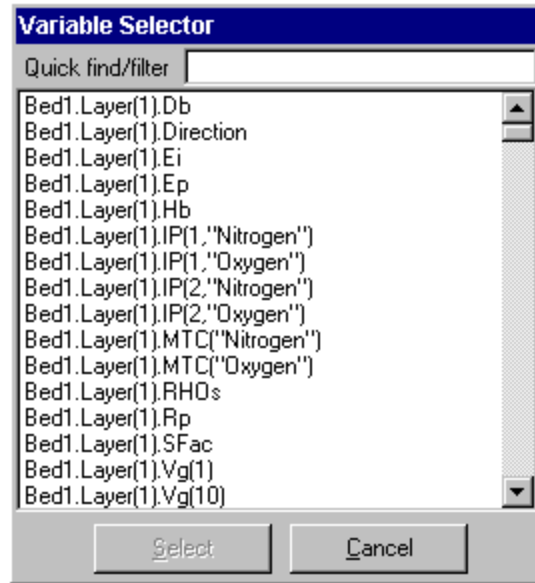 Variable Selector
Quick find/filter
Bed1.Layer(1).Db
Bed1.Layer(1).Direction
Bed1.Layer(1).Ei
Bed1.Layer(1).Ep
Bed1.Layer(1).Hb
Bed1.Layer(1).IP(1,"Nitrogen")
Bed1.Layer(1).IP(1,"Oxygen")
Bed1.Layer(1).IP(2,"Nitrogen")
Bed1.Layer(1).IP(2,"Oxygen")
Bed1.Layer(1).MTC("Nitrogen")
Bed1.Layer(1).MTC("Oxygen")
Bed1.Layer(1).RHOs
Bed1.Layer(1).Rp
Bed1.Layer(1).SFac
Bed1.Layer(1).Vg(1)
Bed1.Layer(1).Vg(10)
Select Cancel